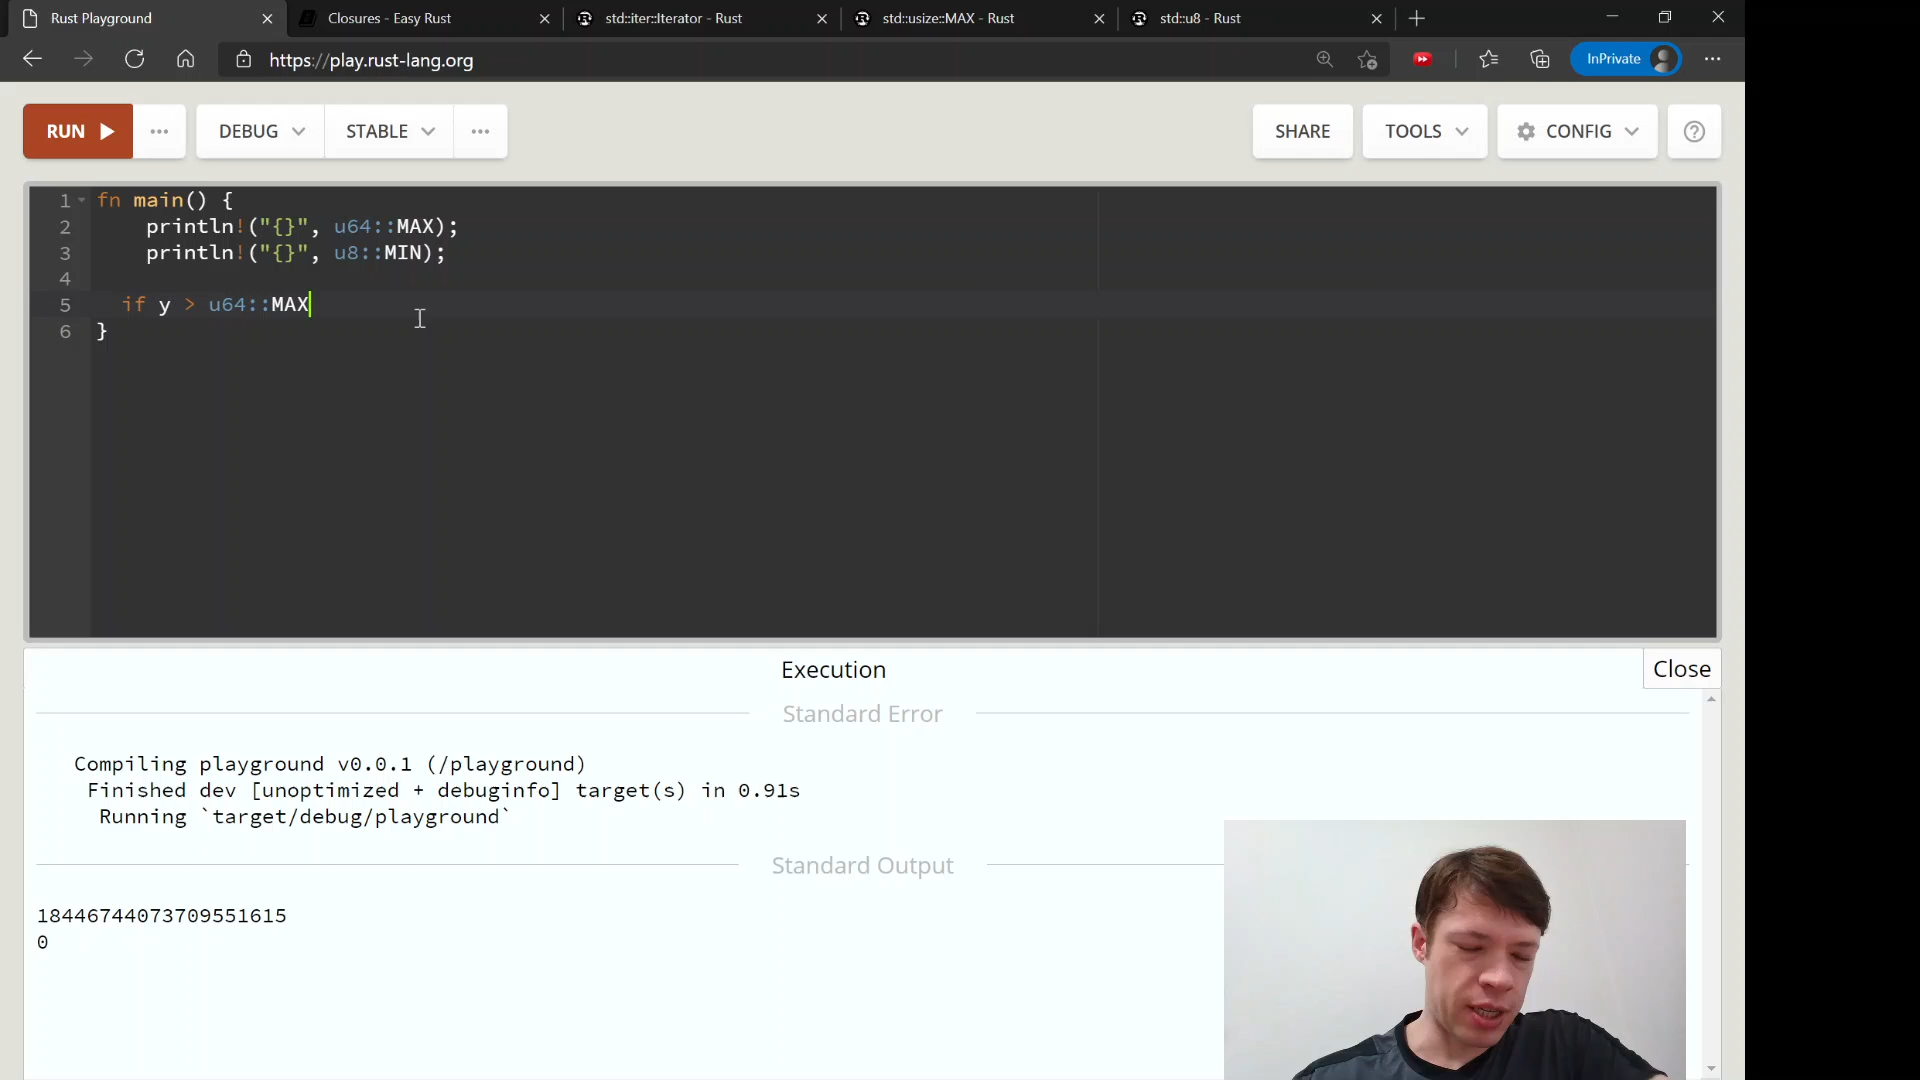 Rust Playground
Closures - Easy Rust
std::iter::Iterator - Rust
std::usize::MAX - Rust
std::u8 - Rust
https://play.rust-lang.org
InPrivate
RUN
DEBUG
STABLE
SHARE
TOOLS
CONFIG
1 fn main() {
2     println!("{}", u64::MAX);
3     println!("{}", u8::MIN);
4
5   if y > u64::MAX
6 }
Execution
Close
Standard Error
Compiling playground v0.0.1 (/playground)
Finished dev [unoptimized + debuginfo] target(s) in 0.91s
Running `target/debug/playground`
Standard Output
18446744073709551615
0